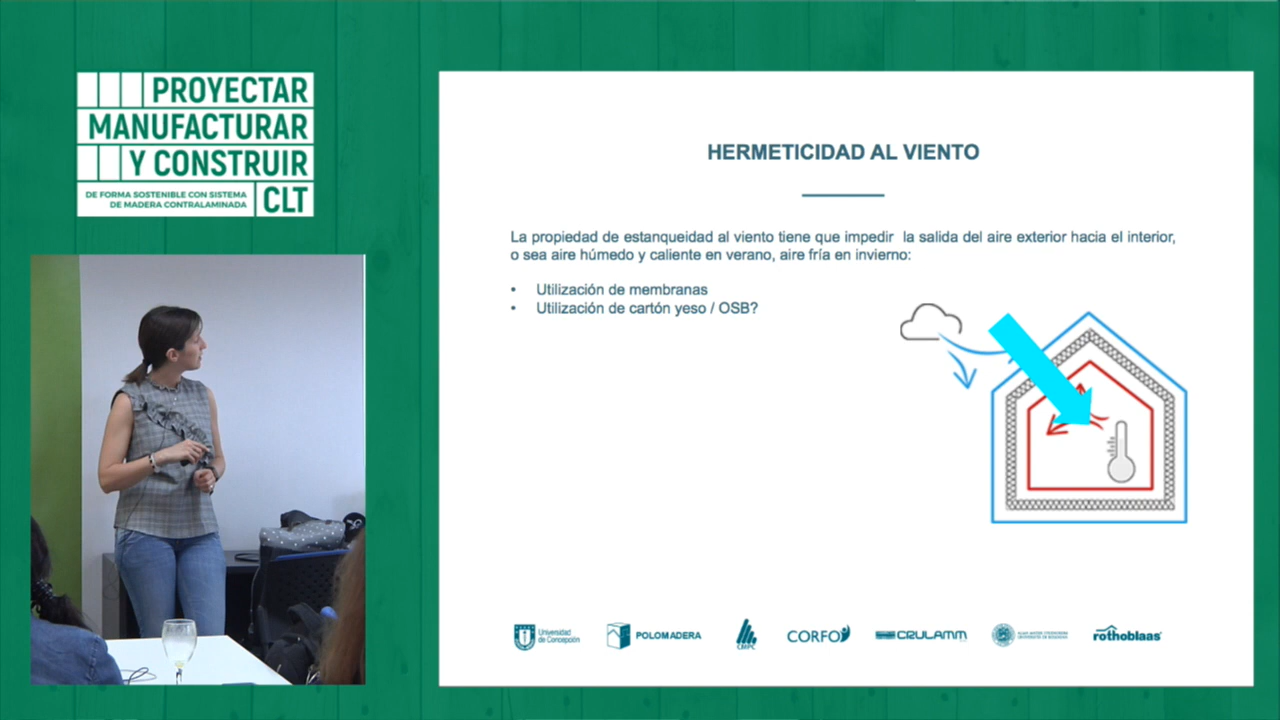 PROYECTAR
MANUFACTURAR
Y CONSTRUIR
DE FORMA SOSTENIBLE CON SISTEMA
DE MADERA CONTRALAMINADA
CLT
HERMETICIDAD AL VIENTO
La propiedad de estanqueidad al viento tiene que impedir la salida del aire exterior hacia el interior,
o sea aire húmedo y caliente en verano, aire fría en invierno:
• Utilización de membranas
• Utilización de cartón yeso / OSB?
Universidad
de Concepción
POLOMADERA
CMPC
CORFO
CRULAMM
rothoblaas